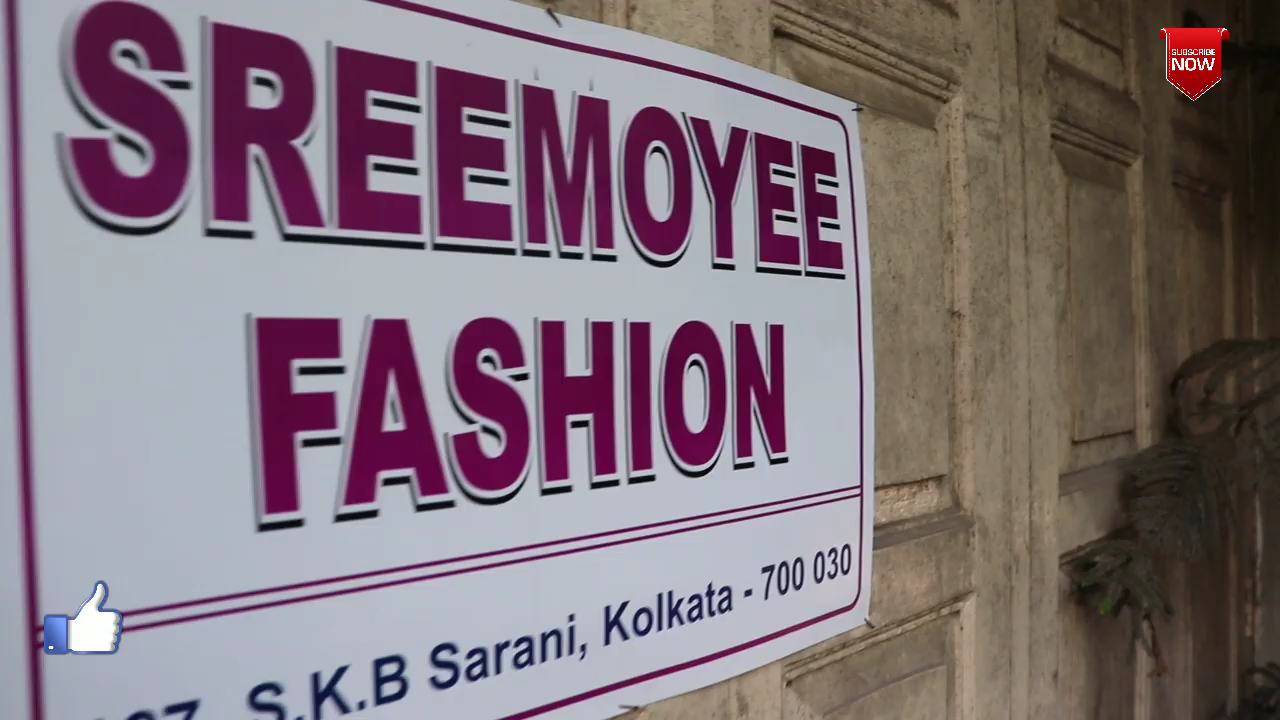 SREEMOYEE
FASHION
S.K.B Sarani, Kolkata - 700 030
SUBSCRIBE
NOW